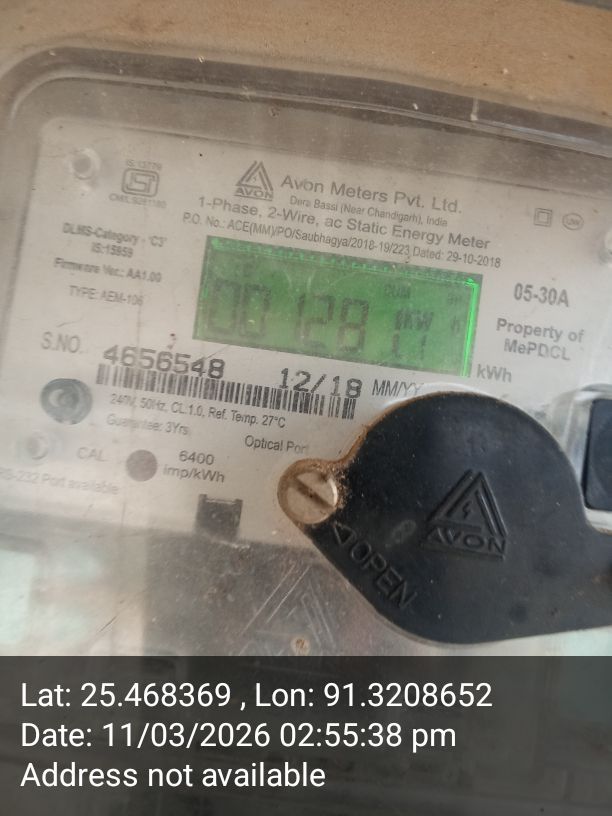 IS:13779
CM/L 9261180
AVON
Avon Meters Pvt. Ltd.
Dera Bassi (Near Chandigarh), India
1-Phase, 2-Wire, ac Static Energy Meter
P.O. No.: ACE(MM)/PO/Saubhagya/2018-19/223 Dated: 29-10-2018
DLMS-Category - 'C3'
IS:15959
Firmware Ver.: AA1.00
TYPE: AEM-106
CUM
kW
05-30A
Property of
MePDCL
kWh
S.NO.
4656548
12/18 MM/YY
240V, 50Hz, CL:1.0, Ref. Temp. 27°C
Guarantee: 3Yrs
Optical Port
CAL
6400
imp/kWh
RS-232 Port available
AVON
OPEN
Lat: 25.468369 , Lon: 91.3208652
Date: 11/03/2026 02:55:38 pm
Address not available